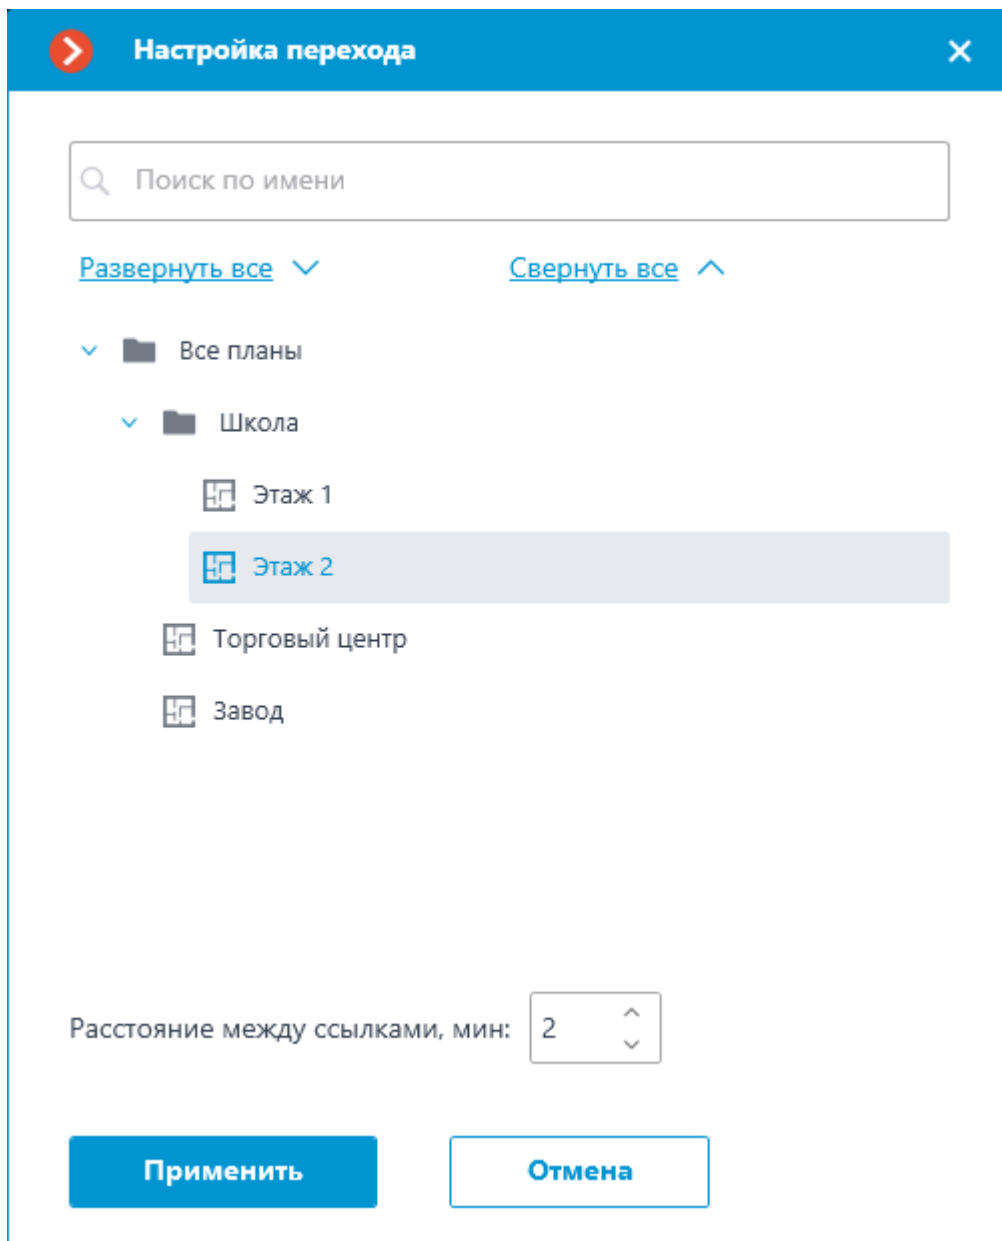 Настройка перехода
Поиск по имени
Развернуть все Свернуть все
Все планы
Школа
Этаж 1
Этаж 2
Торговый центр
Завод
Расстояние между ссылками, мин: 2
Применить Отмена